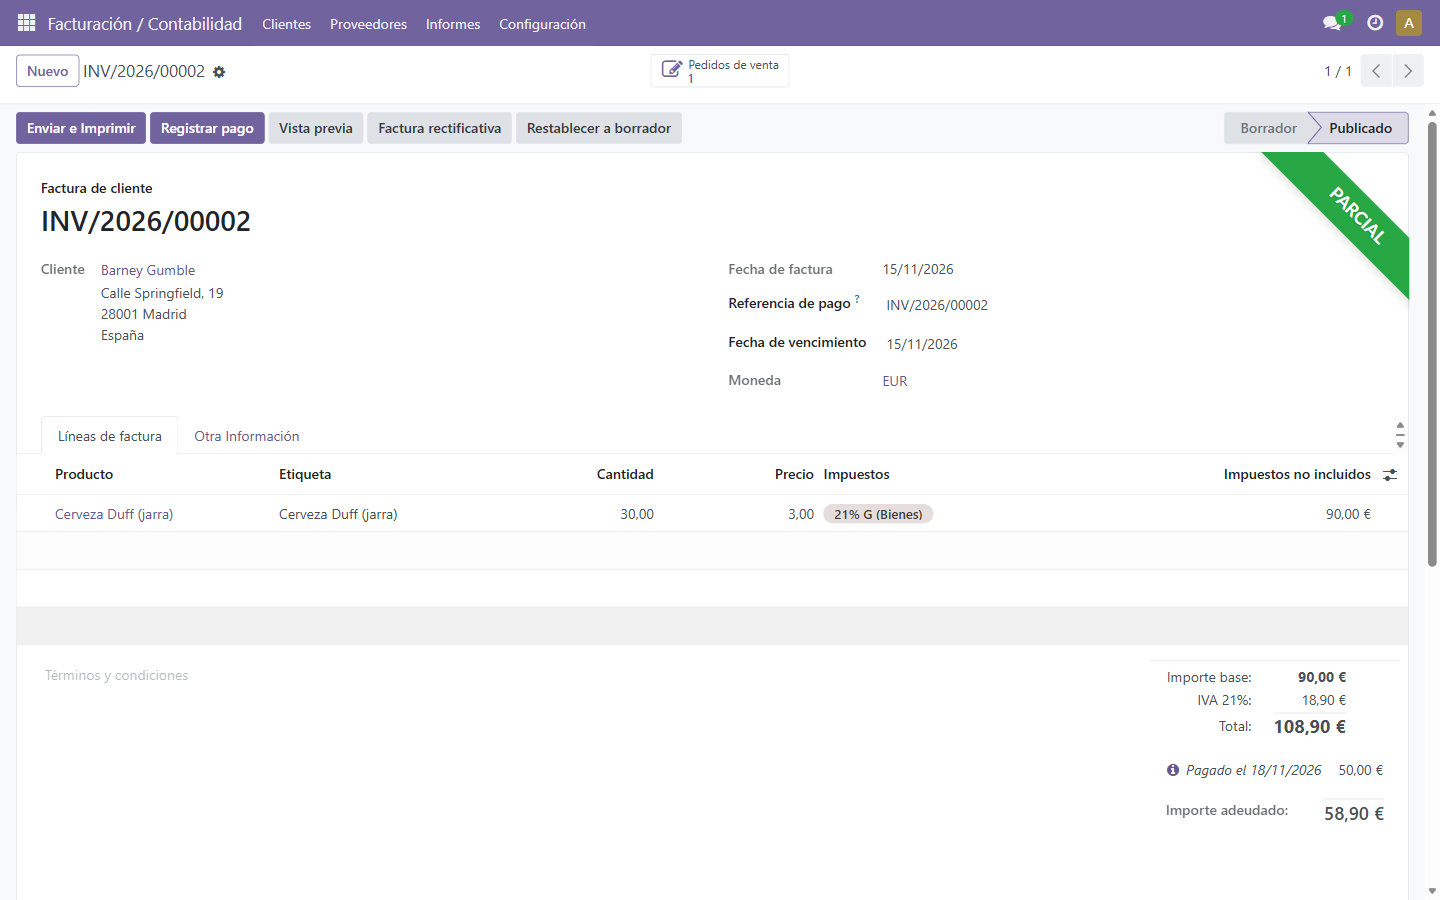 Facturación / Contabilidad Clientes Proveedores Informes Configuración 1 A
Nuevo INV/2026/00002 Pedidos de venta 1 1 / 1
Enviar e Imprimir Registrar pago Vista previa Factura rectificativa Restablecer a borrador Borrador Publicado
PARCIAL
Factura de cliente
INV/2026/00002
Cliente Barney Gumble
Calle Springfield, 19
28001 Madrid
España
Fecha de factura 15/11/2026
Referencia de pago ? INV/2026/00002
Fecha de vencimiento 15/11/2026
Moneda EUR
Líneas de factura Otra Información
Producto Etiqueta Cantidad Precio Impuestos Impuestos no incluidos
Cerveza Duff (jarra) Cerveza Duff (jarra) 30,00 3,00 21% G (Bienes) 90,00 €
Términos y condiciones
Importe base: 90,00 €
IVA 21%: 18,90 €
Total: 108,90 €
Pagado el 18/11/2026 50,00 €
Importe adeudado: 58,90 €